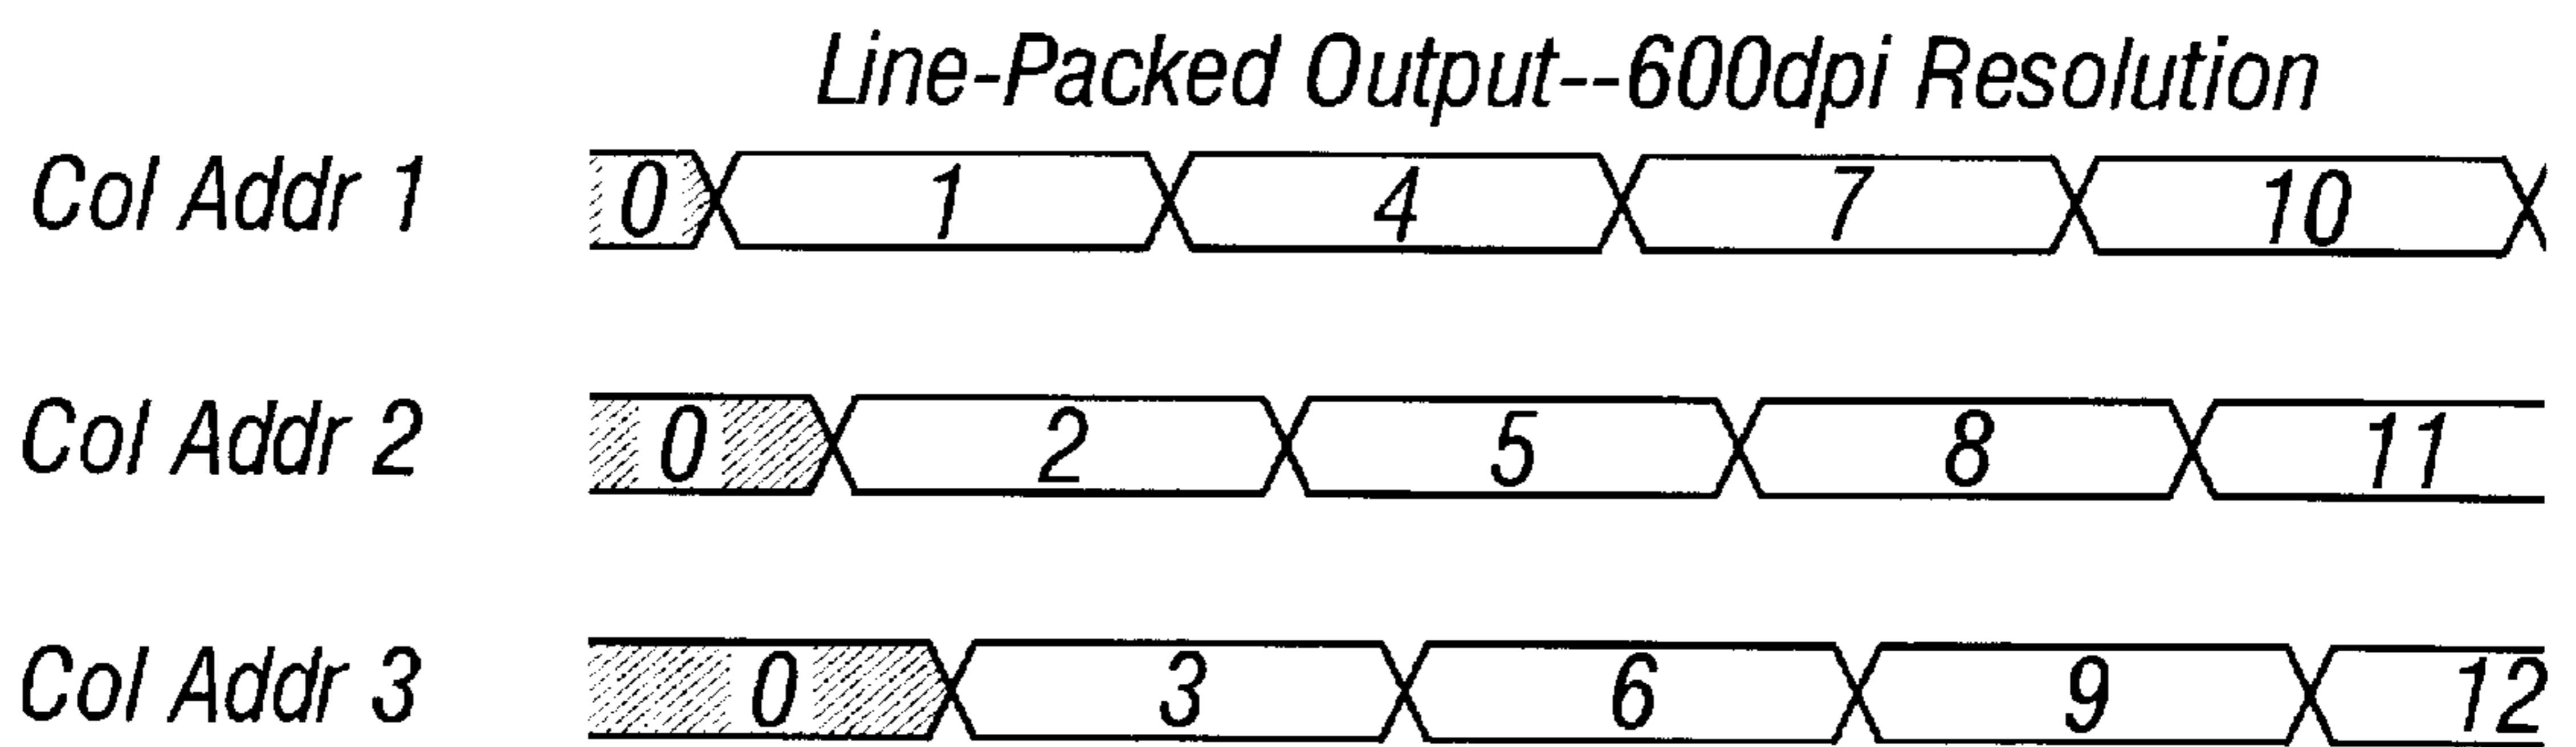 Line-Packed Output--600dpi Resolution
Col Addr 1 0 1 4 7 10
Col Addr 2 0 2 5 8 11
Col Addr 3 0 3 6 9 12